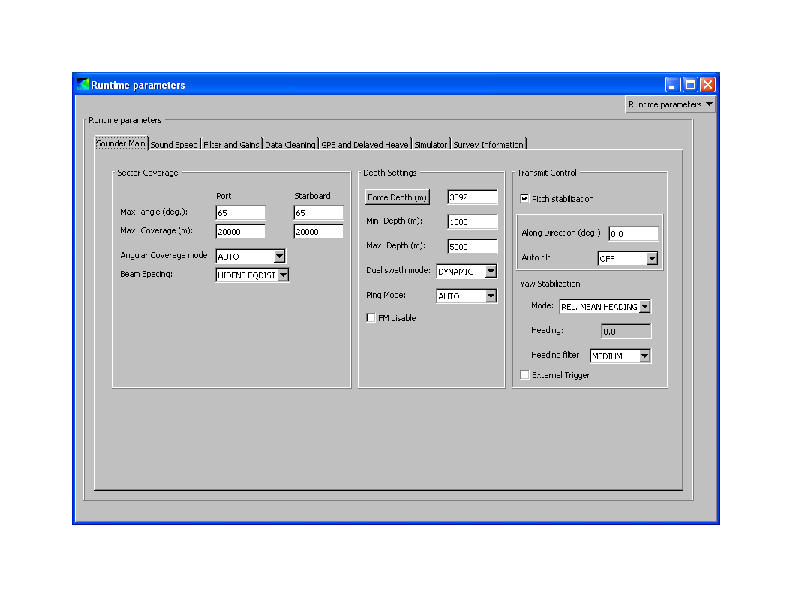 Runtime parameters
Runtime parameters
Runtime parameters
Sounder Main Sound Speed Filter and Gains Data Cleaning GPS and Delayed Heave Simulator Survey Information
Sector Coverage
Port Starboard
Max. angle (deg.): 65 65
Max. Coverage (m): 20000 20000
Angular Coverage mode AUTO
Beam Spacing: HIDENS EQDIST
Depth Settings
Force Depth (m)
Min. Depth (m):
Max. Depth (m):
Dual swath mode: DYNAMIC
Ping Mode: AUTO
FM disable
Transmit Control
Pitch stabilization
Along Direction (deg.): 0.0
Auto Tilt OFF
Yaw Stabilization
Mode: REL. MEAN HEADING
Heading: 0.0
Heading filter MEDIUM
External Trigger